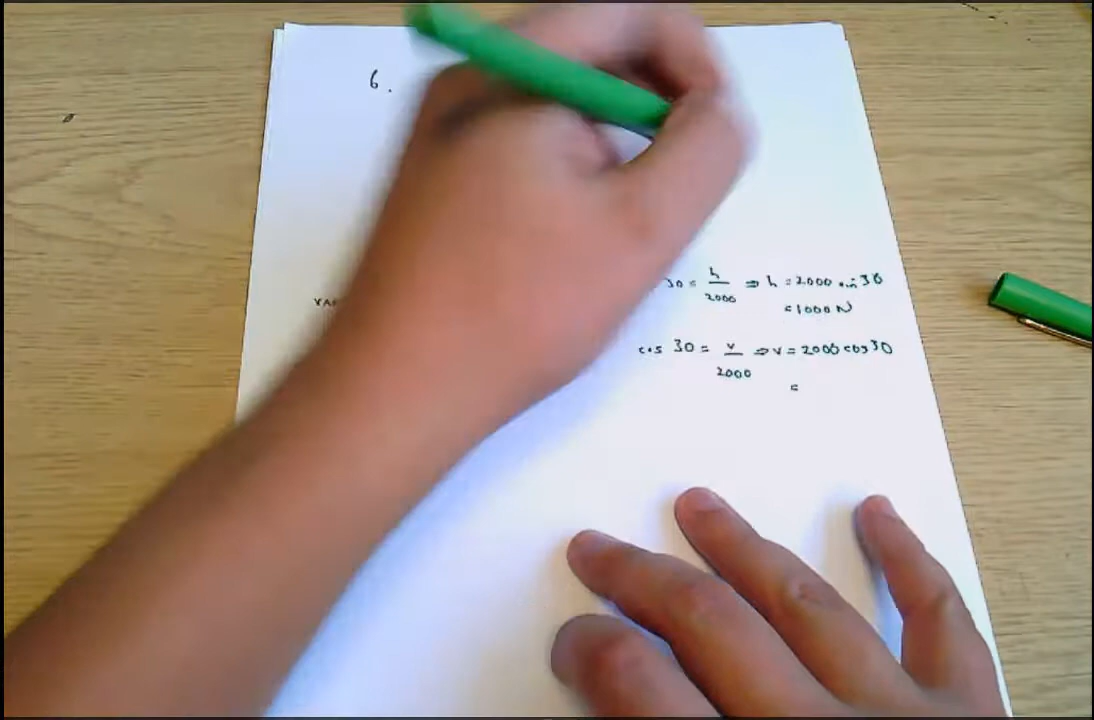 6.
30 = h/2000 ⇒ h = 2000 sin 30
= 1000 N
cos 30 = v/2000 ⇒ v = 2000 cos 30
=